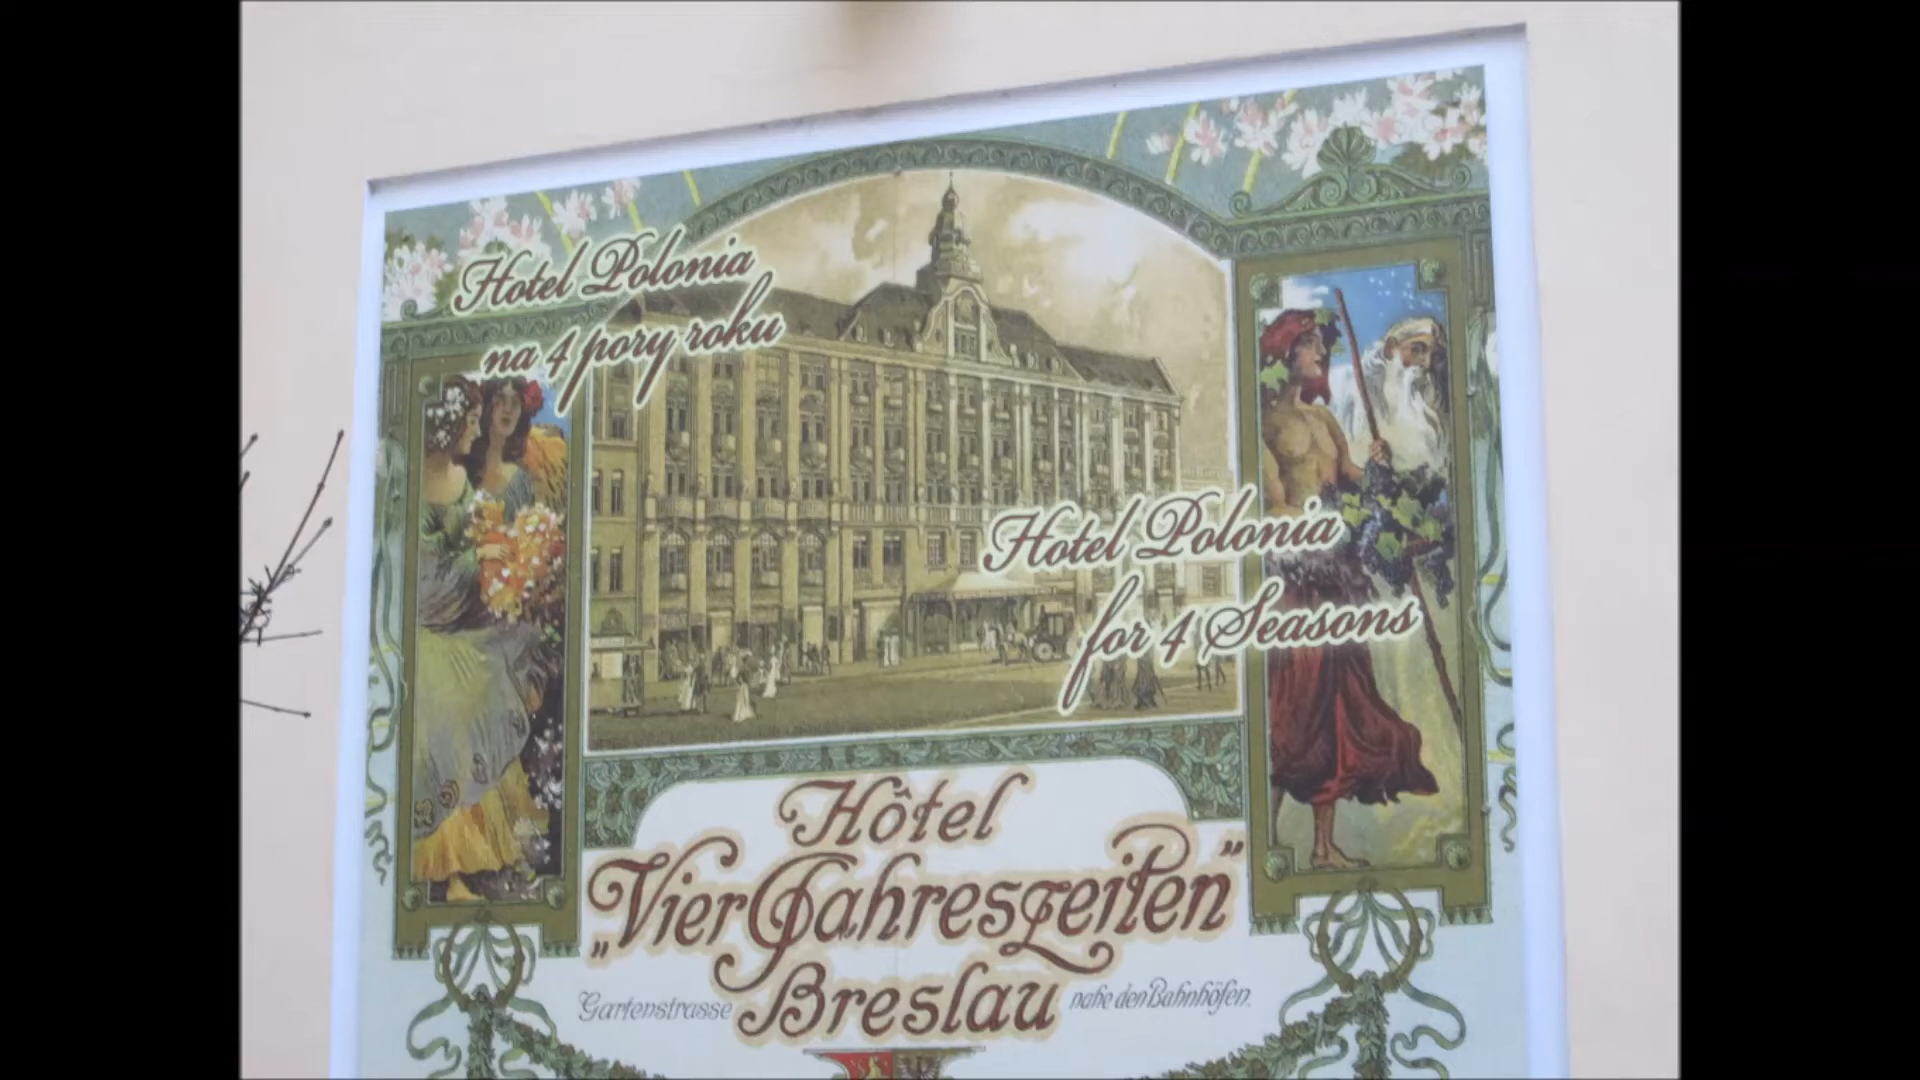 Hotel Polonia
na 4 pory roku
Hotel Polonia
for 4 Seasons
Hôtel
„Vier Jahreszeiten”
Gartenstrasse Breslau nahe den Bahnhöfen.